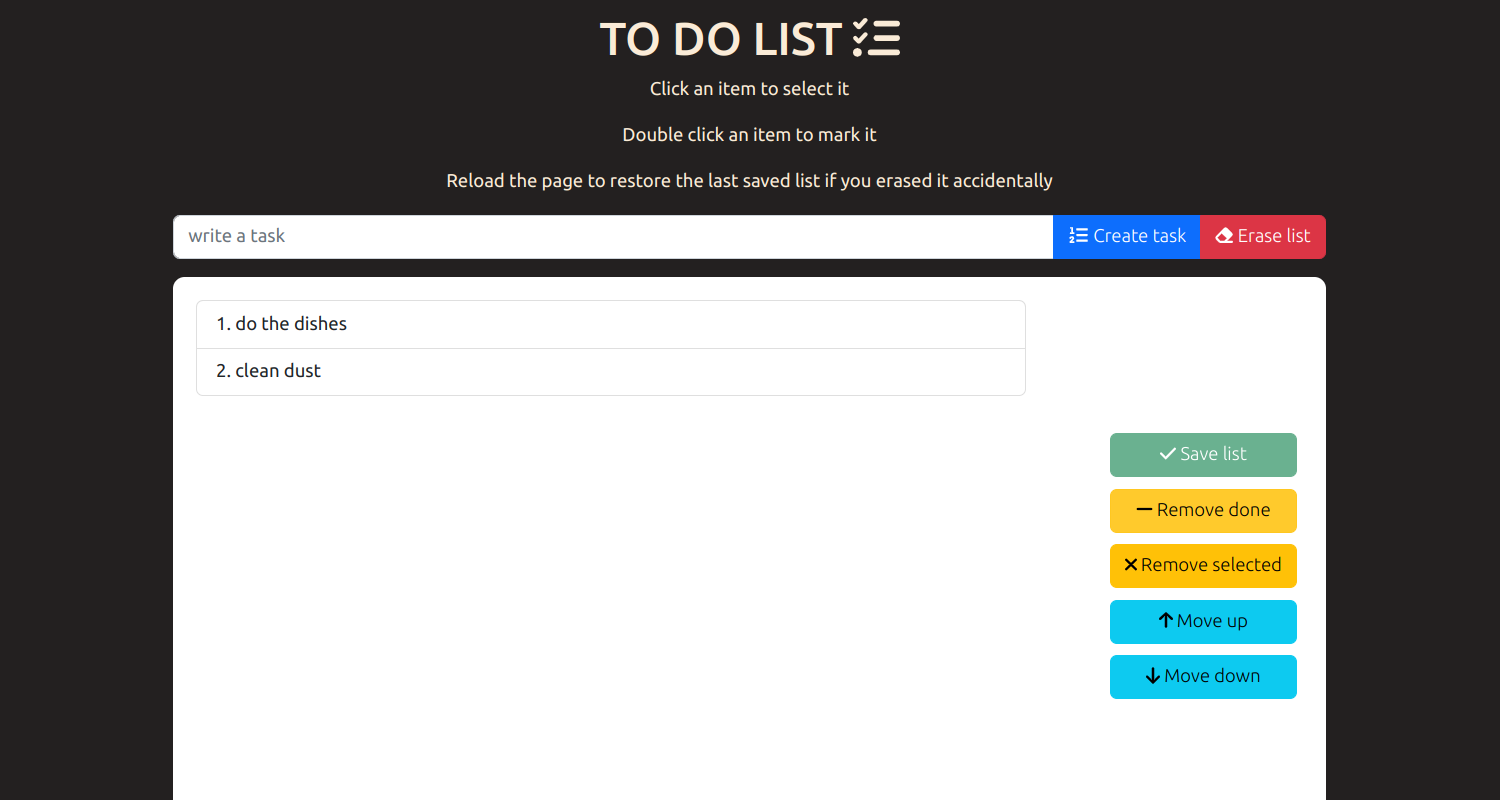 TO DO LIST
Click an item to select it
Double click an item to mark it
Reload the page to restore the last saved list if you erased it accidentally
write a task
Create task
Erase list
1. do the dishes
2. clean dust
Save list
Remove done
Remove selected
Move up
Move down